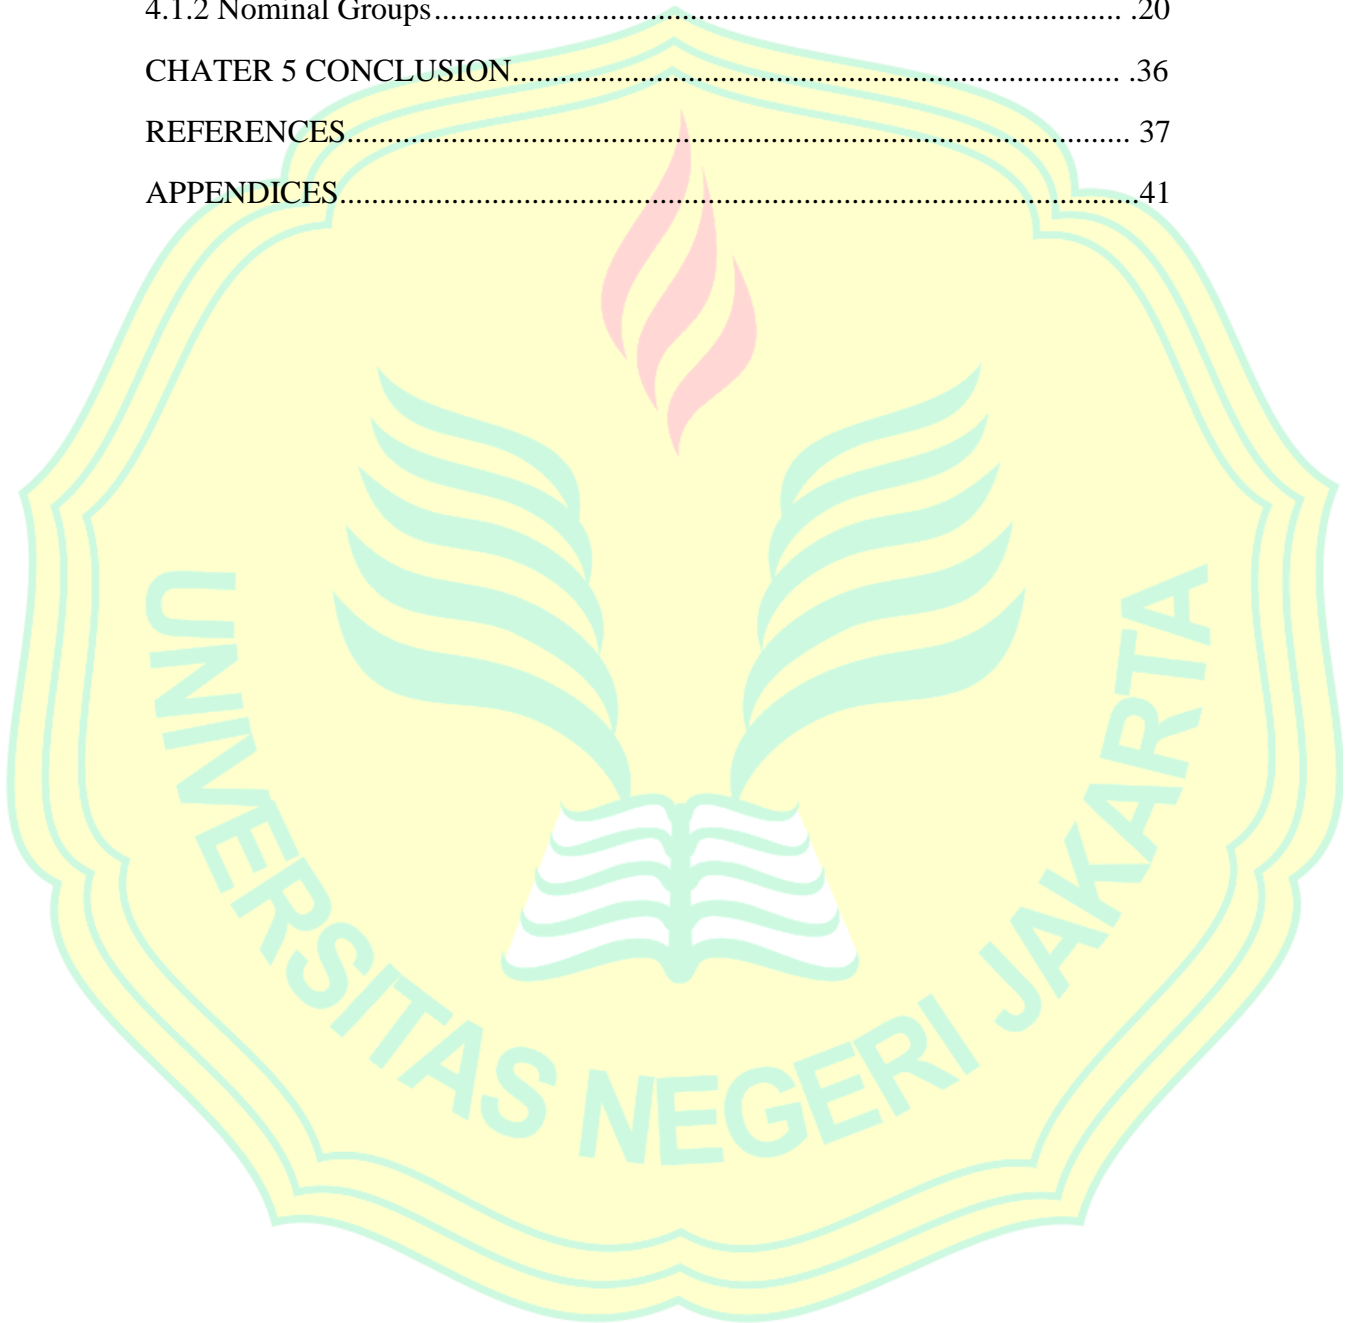 4.1.2 Nominal Groups.................................................................................... .20
CHATER 5 CONCLUSION.......................................................................... .36
REFERENCES................................................................................................ 37
APPENDICES..................................................................................................41
UNIVERSITAS NEGERI JAKARTA